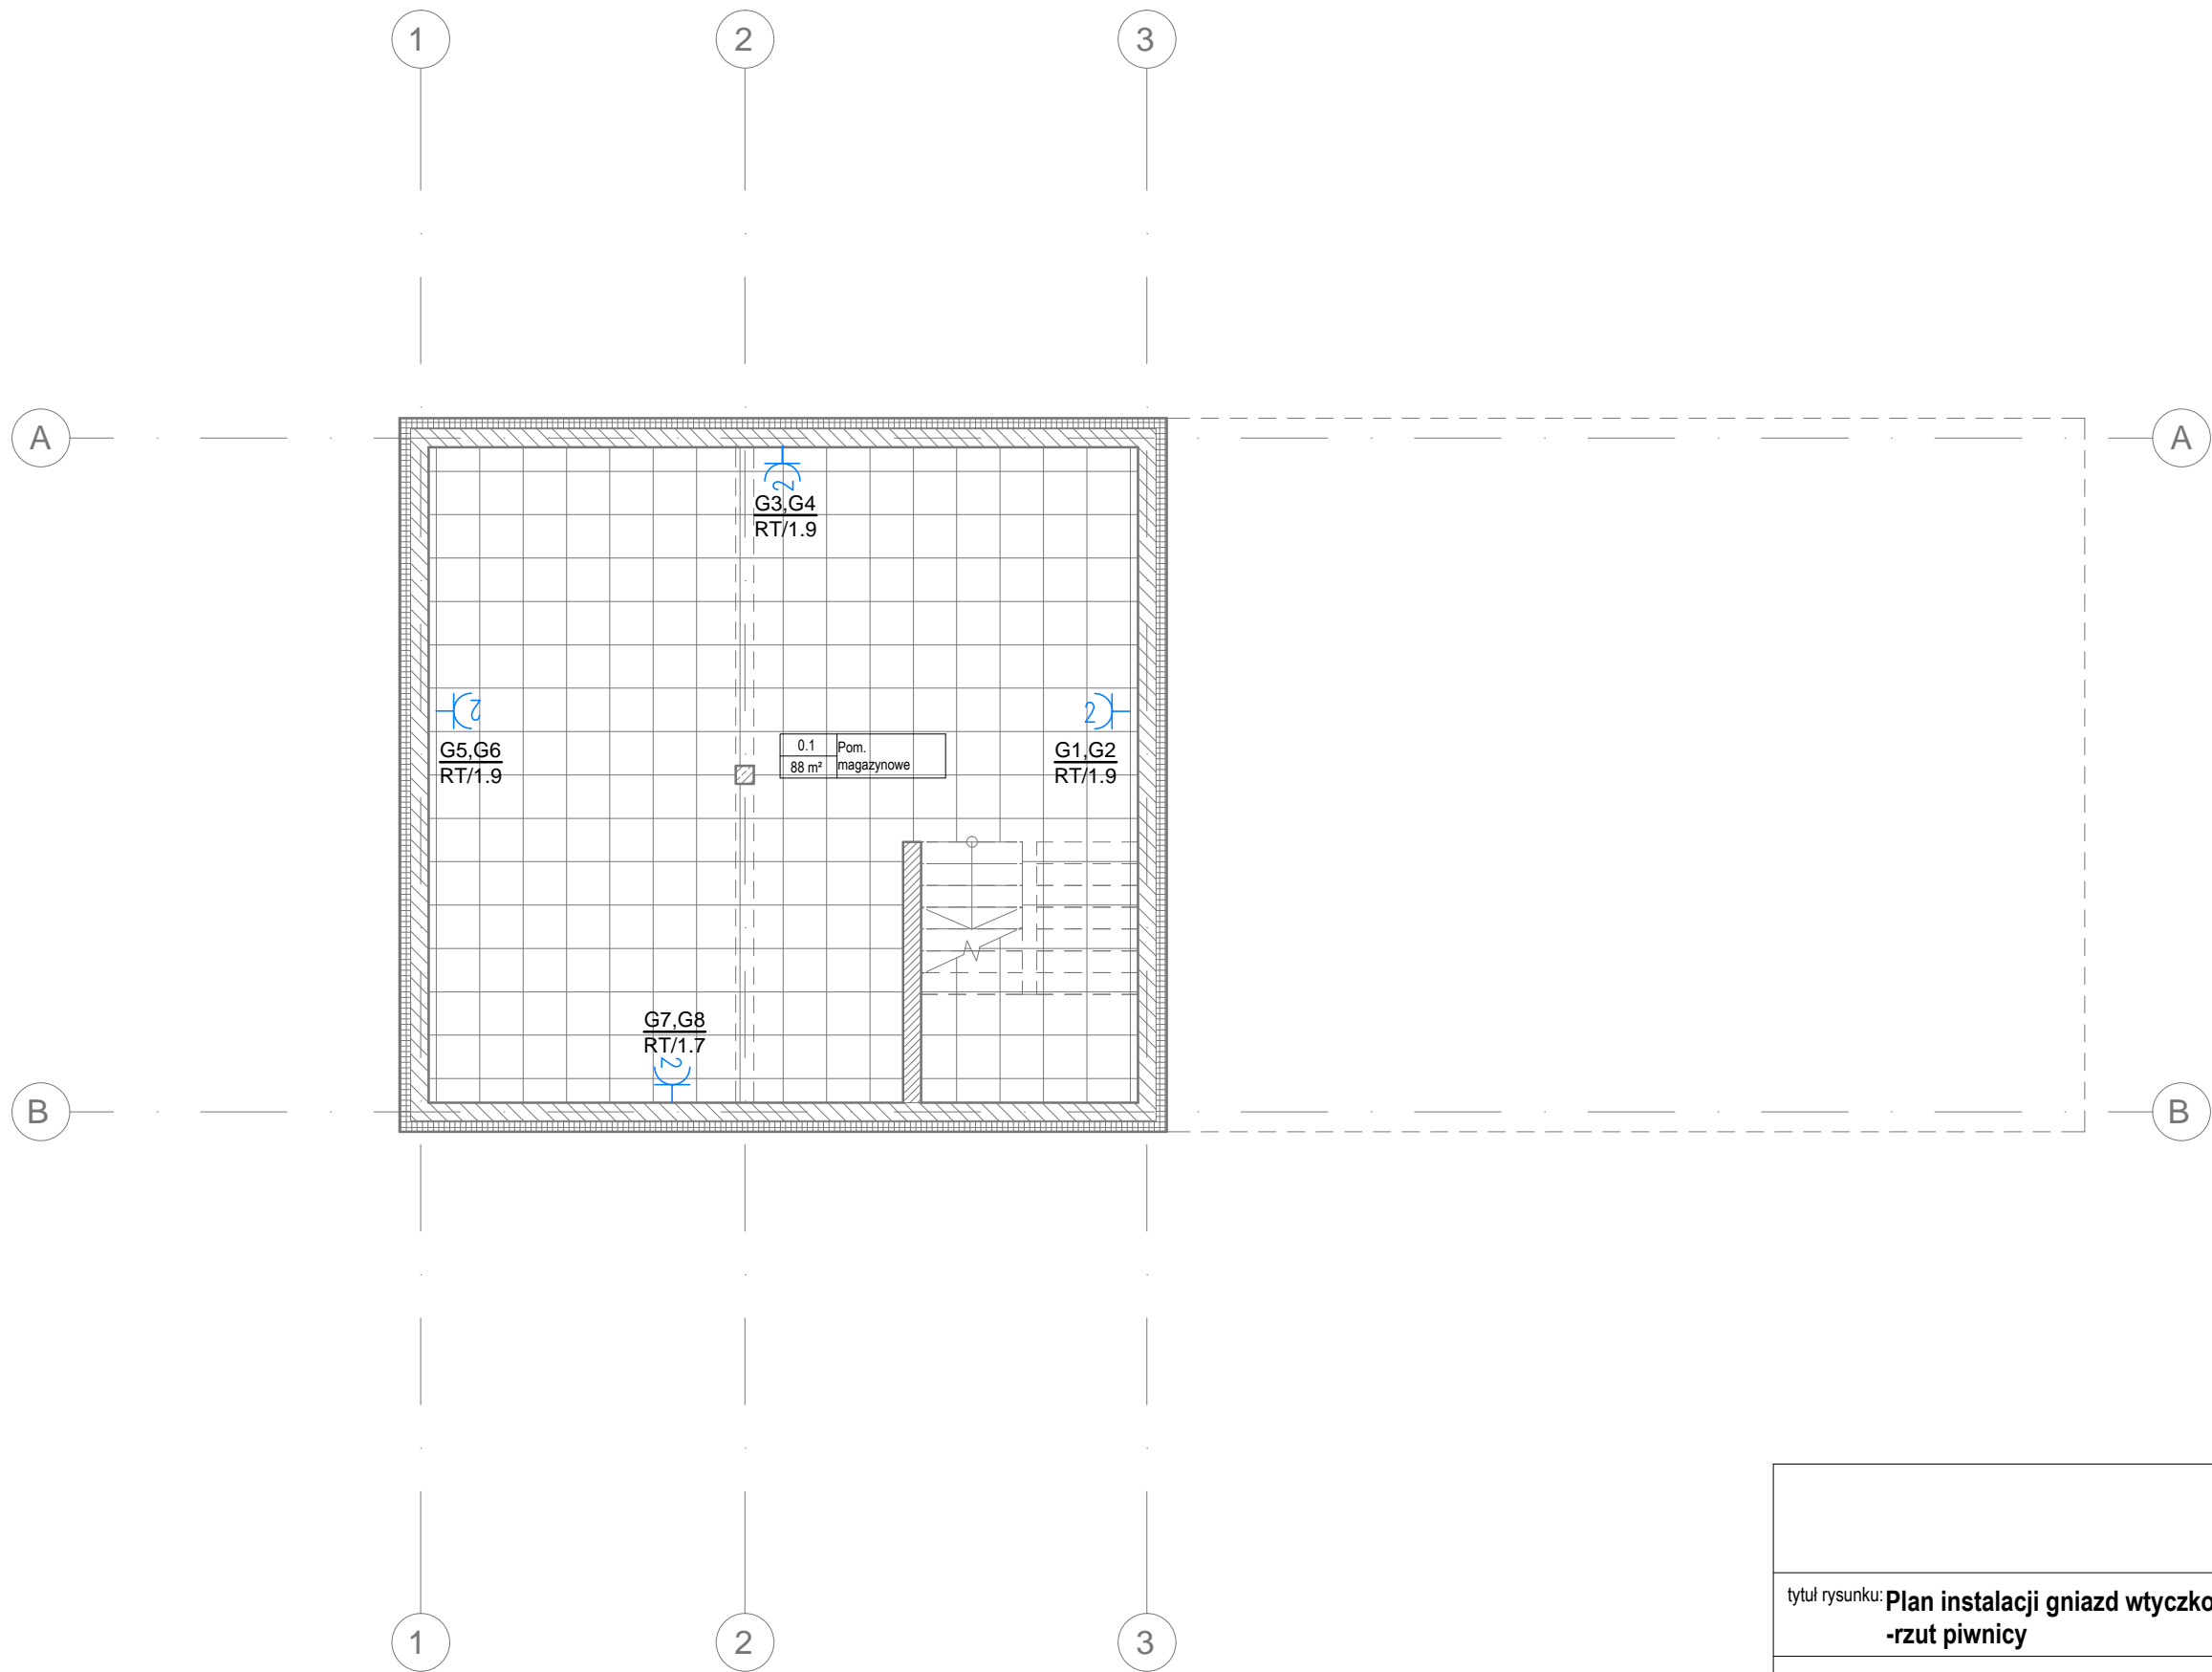 1 2 3
A A
2
G3,G4
RT/1.9
2 2
G5,G6
RT/1.9
0.1 Pom.
88 m² magazynowe
G1,G2
RT/1.9
G7,G8
RT/1.7
2
B B
tytuł rysunku: Plan instalacji gniazd wtyczko
-rzut piwnicy
1 2 3